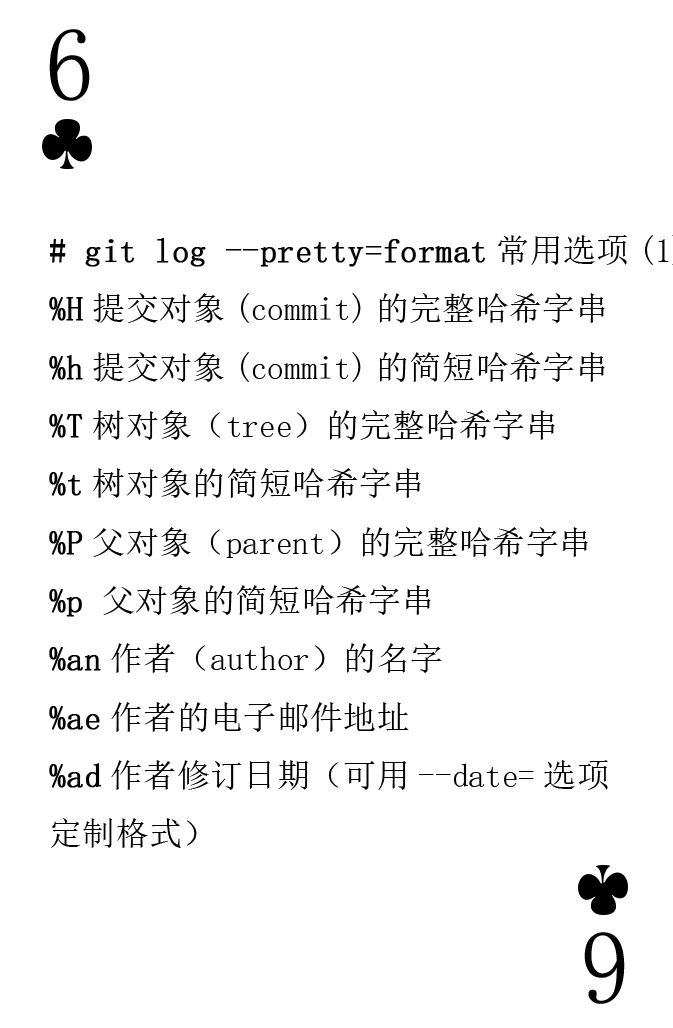 6
# git log --pretty=format 常用选项 (1)
%H 提交对象 (commit) 的完整哈希字串
%h 提交对象 (commit) 的简短哈希字串
%T 树对象（tree）的完整哈希字串
%t 树对象的简短哈希字串
%P 父对象（parent）的完整哈希字串
%p 父对象的简短哈希字串
%an 作者（author）的名字
%ae 作者的电子邮件地址
%ad 作者修订日期（可用 --date= 选项
定制格式）
6